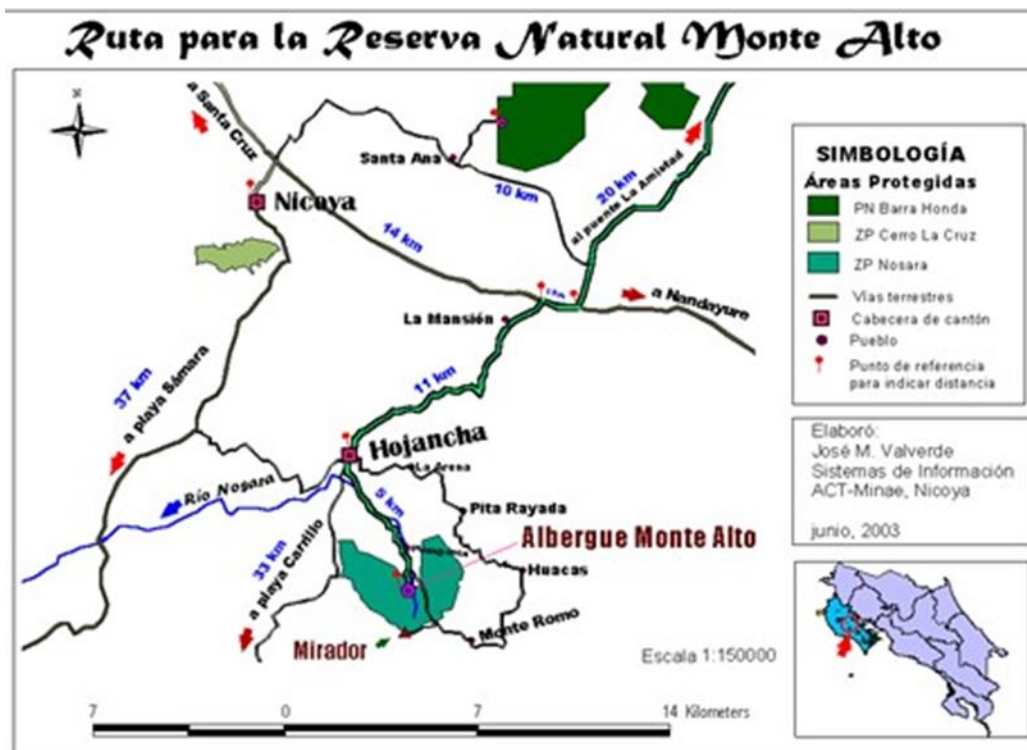 Ruta para la Reserva Natural Monte Alto
N
a Santa Cruz
Santa Ana
Nicoya
10 km
20 km
al puente La Amistad
14 km
a Nandayure
La Mansión
37 km
a playa Sámara
11 km
Hojancha
La Arena
Río Nosara
5 km
Pita Rayada
Albergue Monte Alto
33 km
a playa Carrillo
Huacas
Monte Romo
Mirador
Escala 1:150000
7 0 7 14 Kilometers
SIMBOLOGÍA
Áreas Protegidas
PN Barra Honda
ZP Cerro La Cruz
ZP Nosara
Vías terrestres
Cabecera de cantón
Pueblo
Punto de referencia
para indicar distancia
Elaboró:
José M. Valverde
Sistemas de Información
ACT-Minae, Nicoya
junio, 2003